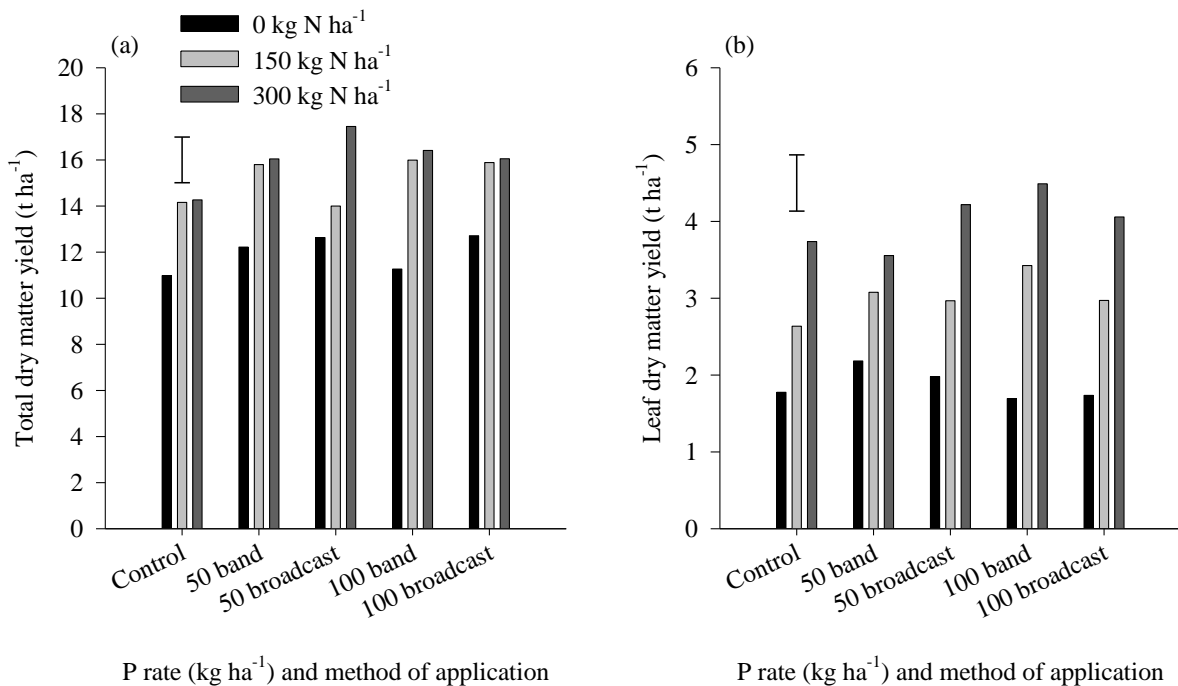 (a)
0 kg N ha⁻¹
150 kg N ha⁻¹
300 kg N ha⁻¹
Total dry matter yield (t ha⁻¹)
20
18
16
14
12
10
8
6
4
2
0
Control
50 band
50 broadcast
100 band
100 broadcast
P rate (kg ha⁻¹) and method of application
(b)
Leaf dry matter yield (t ha⁻¹)
6
5
4
3
2
1
0
Control
50 band
50 broadcast
100 band
100 broadcast
P rate (kg ha⁻¹) and method of application